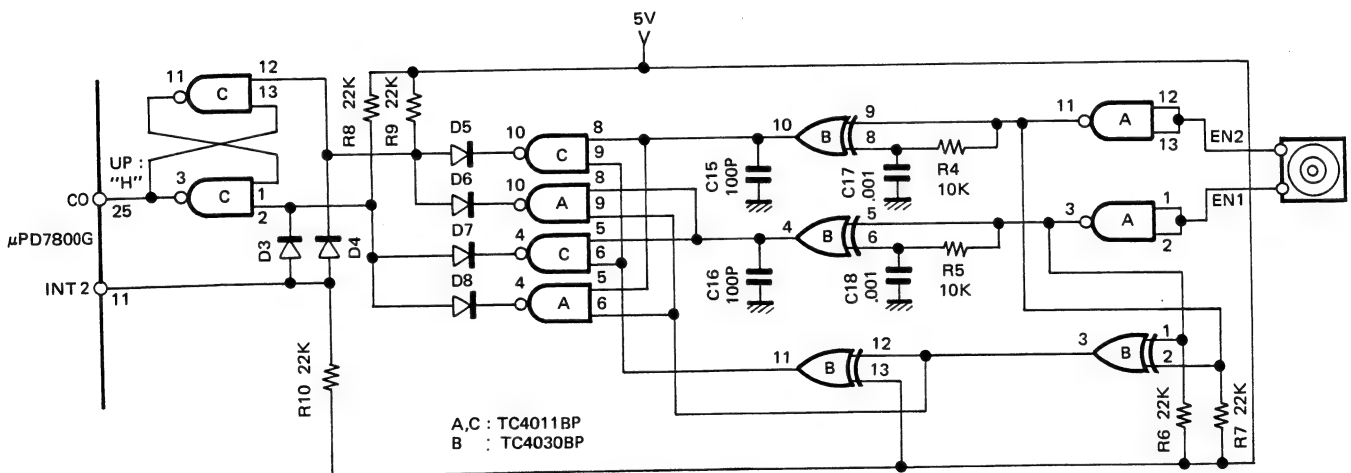 5V
11
C
12
13
UP :
"H"
CO
25
3
C
1
2
μPD7800G
INT2
11
D3
D4
R8 22K
R9 22K
R10 22K
D5
10
C
8
9
D6
10
A
8
9
D7
4
C
5
6
D8
4
A
5
6
C15
100P
10
B
9
8
C17
.001
R4
10K
11
A
12
13
EN2
C16
100P
4
B
5
6
C18
.001
R5
10K
3
A
1
2
EN1
11
B
12
13
3
B
1
2
R6 22K
R7 22K
A,C : TC4011BP
B : TC4030BP